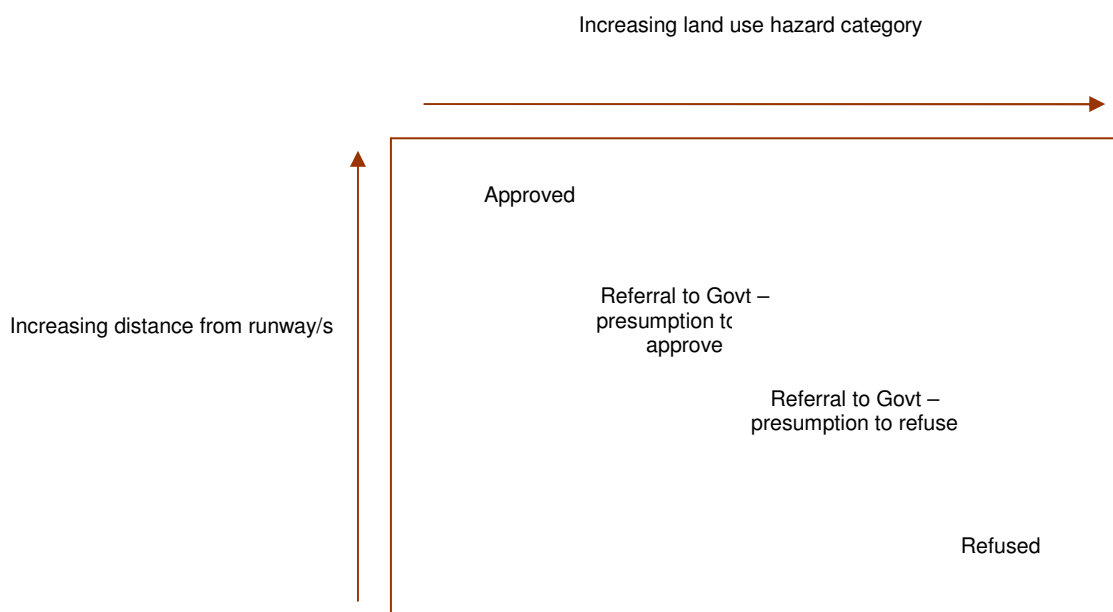 Increasing land use hazard category
Approved
Referral to Govt –
presumption to
approve
Increasing distance from runway/s
Referral to Govt –
presumption to refuse
Refused